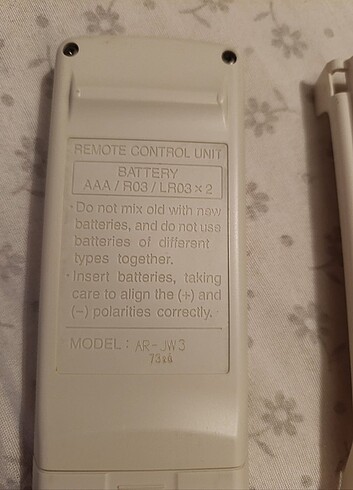 REMOTE CONTROL UNIT
BATTERY
AAA / R03 / LR03 × 2
• Do not mix old with new
batteries, and do not use
batteries of different
types together.
• Insert batteries, taking
care to align the (+) and
(−) polarities correctly.
MODEL : AR-JW3